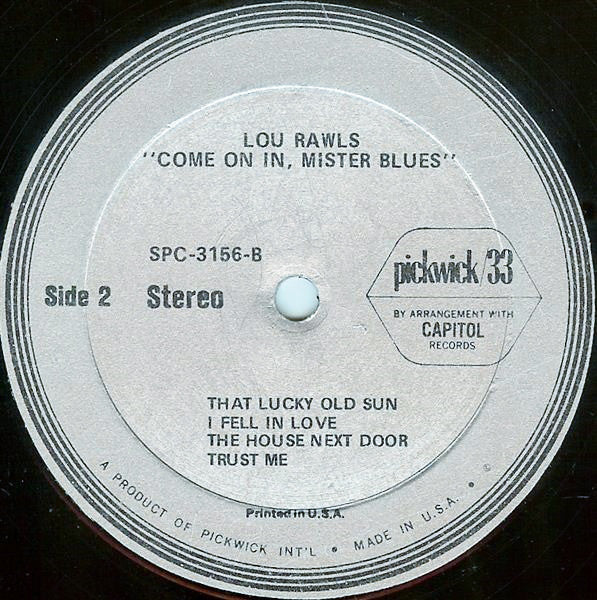 LOU RAWLS
"COME ON IN, MISTER BLUES"
SPC-3156-B
Side 2 Stereo
pickwick/33
BY ARRANGEMENT WITH
CAPITOL
RECORDS
THAT LUCKY OLD SUN
I FELL IN LOVE
THE HOUSE NEXT DOOR
TRUST ME
Printed in U.S.A.
A PRODUCT OF PICKWICK INT'L • MADE IN U.S.A. • ©